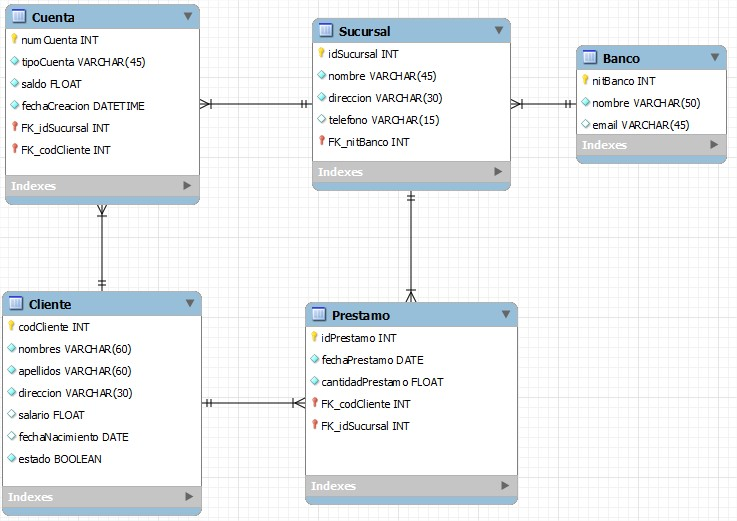 Cuenta
numCuenta INT
tipoCuenta VARCHAR(45)
saldo FLOAT
fechaCreacion DATETIME
FK_idSucursal INT
FK_codCliente INT
Indexes
Sucursal
idSucursal INT
nombre VARCHAR(45)
direccion VARCHAR(30)
telefono VARCHAR(15)
FK_nitBanco INT
Indexes
Banco
nitBanco INT
nombre VARCHAR(50)
email VARCHAR(45)
Indexes
Cliente
codCliente INT
nombres VARCHAR(60)
apellidos VARCHAR(60)
direccion VARCHAR(30)
salario FLOAT
fechaNacimiento DATE
estado BOOLEAN
Indexes
Prestamo
idPrestamo INT
fechaPrestamo DATE
cantidadPrestamo FLOAT
FK_codCliente INT
FK_idSucursal INT
Indexes